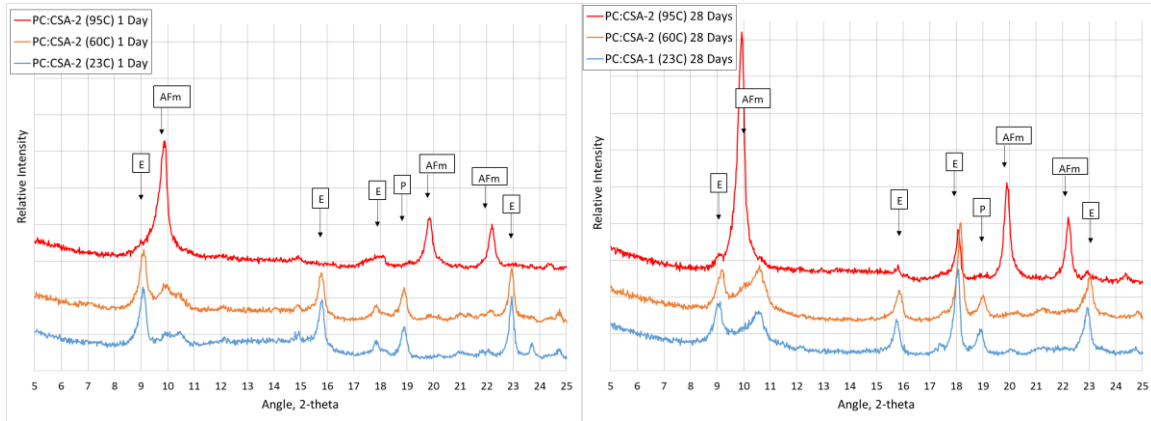 PC:CSA-2 (95C) 1 Day
PC:CSA-2 (60C) 1 Day
PC:CSA-2 (23C) 1 Day
AFm
E
E
E
P
AFm
AFm
E
Relative Intensity
5 6 7 8 9 10 11 12 13 14 15 16 17 18 19 20 21 22 23 24 25
Angle, 2-theta
PC:CSA-2 (95C) 28 Days
PC:CSA-2 (60C) 28 Days
PC:CSA-1 (23C) 28 Days
AFm
E
E
E
P
AFm
AFm
E
Relative Intensity
5 6 7 8 9 10 11 12 13 14 15 16 17 18 19 20 21 22 23 24 25
Angle, 2-theta